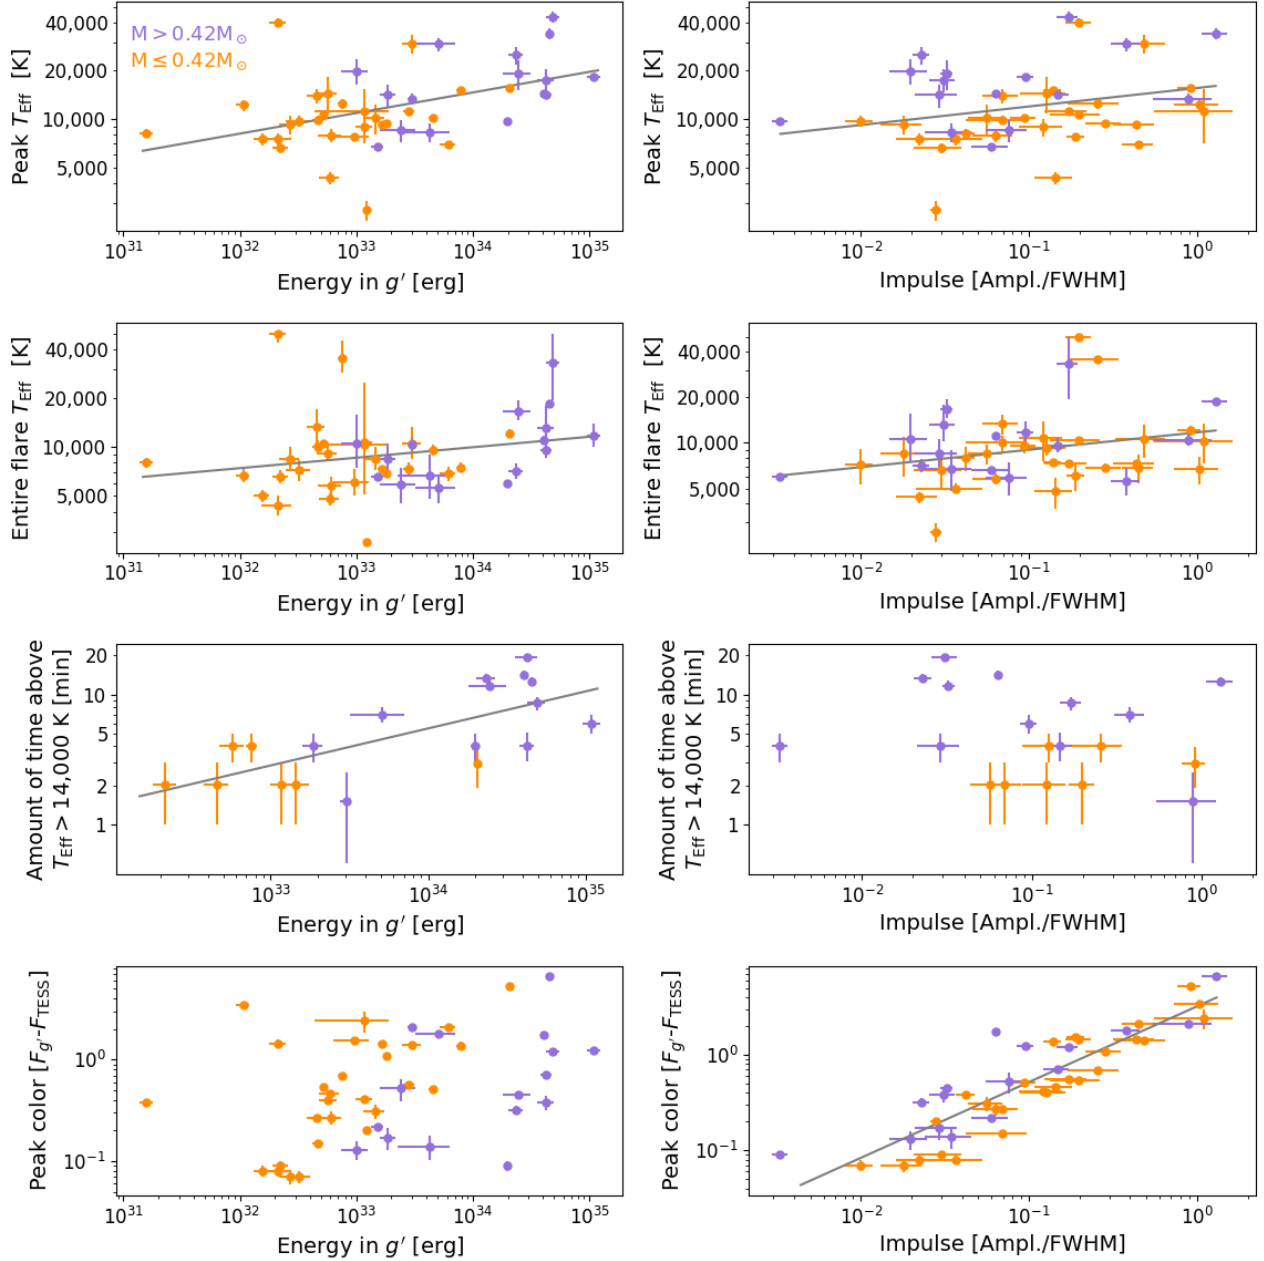 M > 0.42M⊙
M ≤ 0.42M⊙
Peak T_Eff [K]
40,000
20,000
10,000
5,000
10^31 10^32 10^33 10^34 10^35
Energy in g′ [erg]
Peak T_Eff [K]
40,000
20,000
10,000
5,000
10^−2 10^−1 10^0
Impulse [Ampl./FWHM]
Entire flare T_Eff [K]
40,000
20,000
10,000
5,000
10^31 10^32 10^33 10^34 10^35
Energy in g′ [erg]
Entire flare T_Eff [K]
40,000
20,000
10,000
5,000
10^−2 10^−1 10^0
Impulse [Ampl./FWHM]
Amount of time above
T_Eff > 14,000 K [min]
20
10
5
2
1
10^33 10^34 10^35
Energy in g′ [erg]
Amount of time above
T_Eff > 14,000 K [min]
20
10
5
2
1
10^−2 10^−1 10^0
Impulse [Ampl./FWHM]
Peak color [F_g′-F_TESS]
10^0
10^−1
10^31 10^32 10^33 10^34 10^35
Energy in g′ [erg]
Peak color [F_g′-F_TESS]
10^0
10^−1
10^−2 10^−1 10^0
Impulse [Ampl./FWHM]